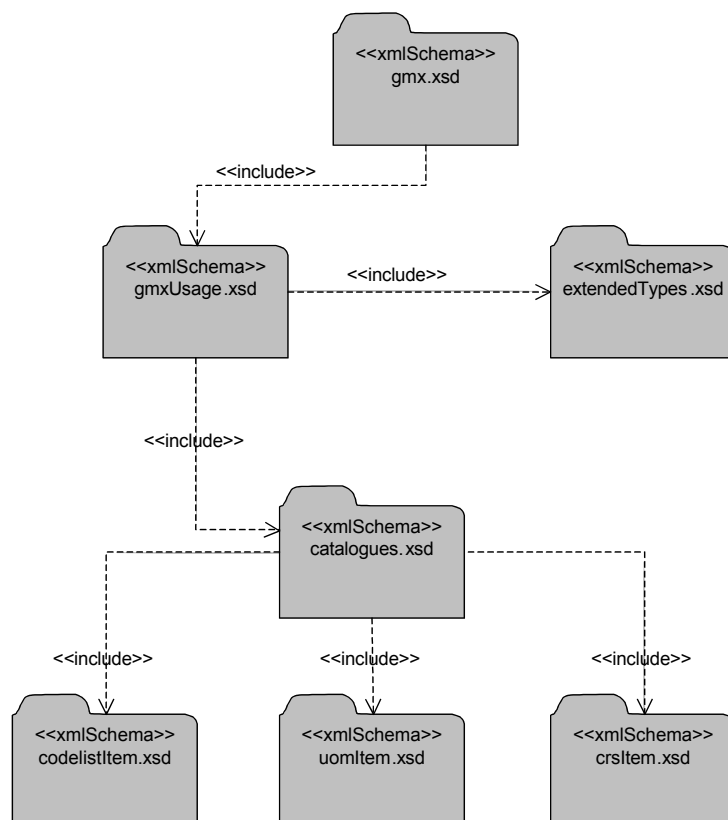 <<xmlSchema>>
gmx.xsd
<<include>>
<<xmlSchema>>
gmxUsage.xsd
<<include>>
<<xmlSchema>>
extendedTypes.xsd
<<include>>
<<xmlSchema>>
catalogues.xsd
<<include>>
<<include>>
<<include>>
<<xmlSchema>>
codelistItem.xsd
<<xmlSchema>>
uomItem.xsd
<<xmlSchema>>
crsItem.xsd